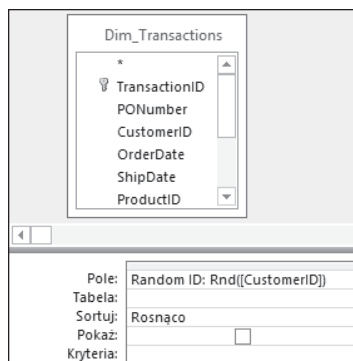 Dim_Transactions
*
TransactionID
PONumber
CustomerID
OrderDate
ShipDate
ProductID
Pole: Random ID: Rnd([CustomerID])
Tabela:
Sortuj: Rosnąco
Pokaż:
Kryteria: